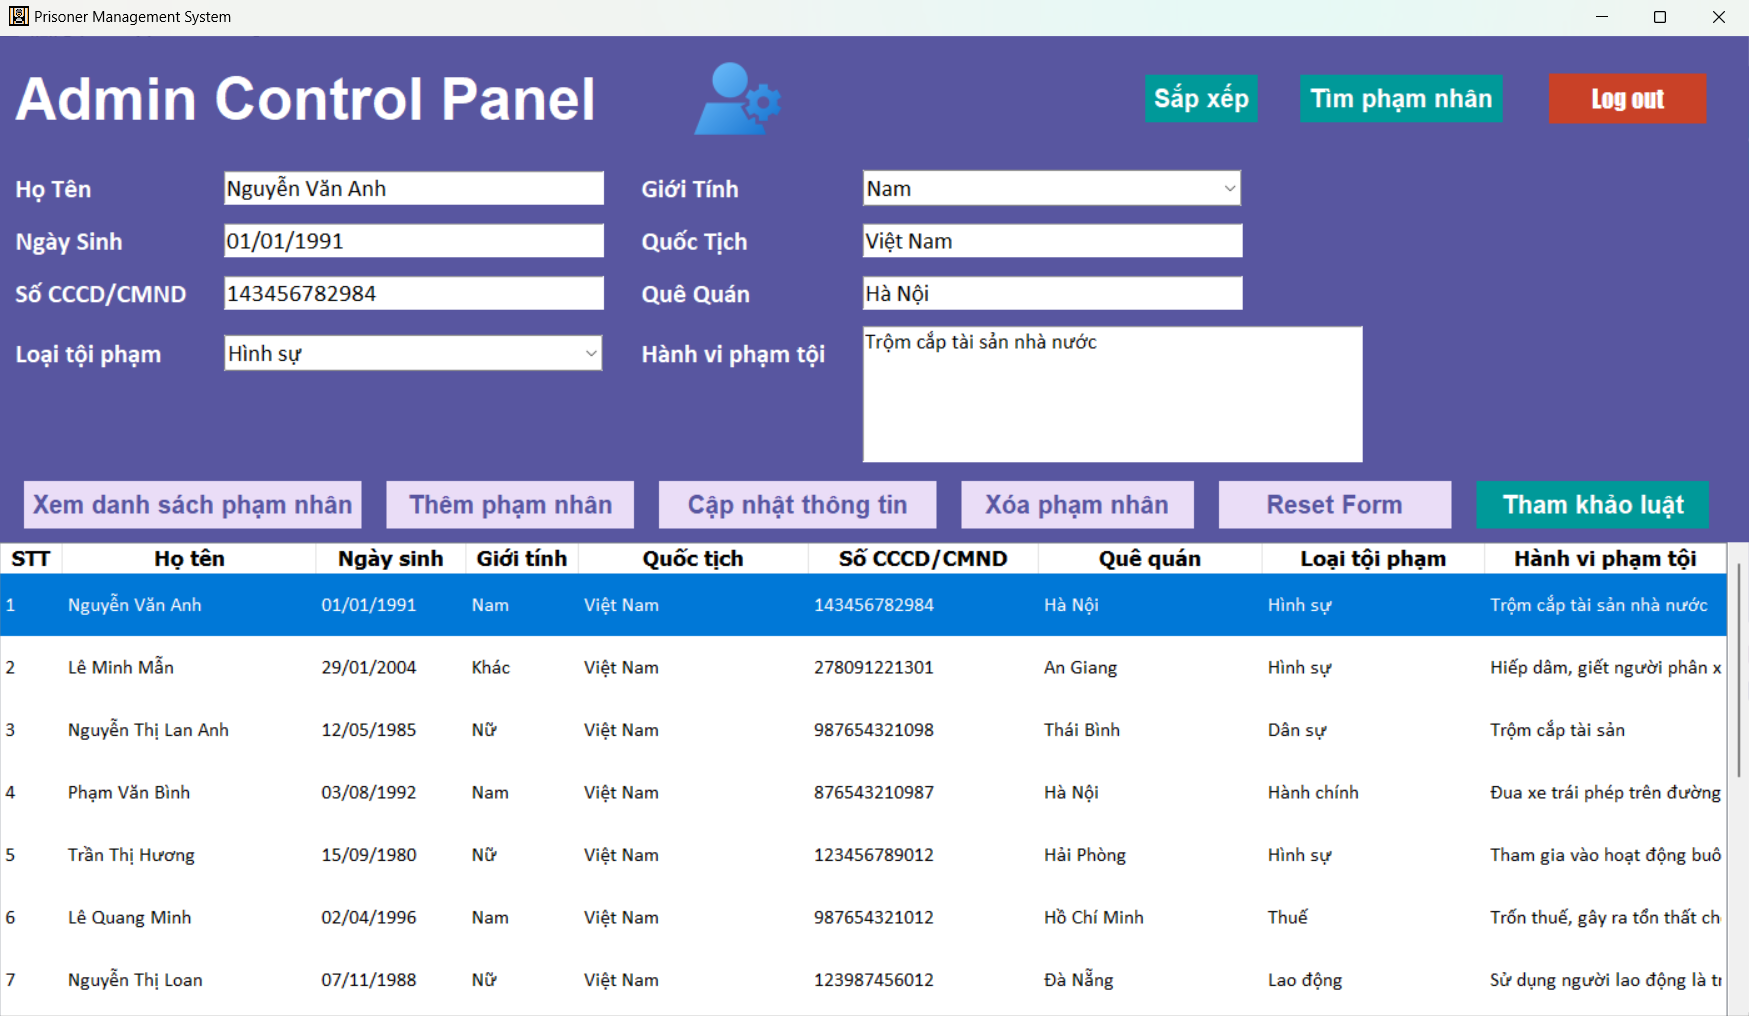 Prisoner Management System
Admin Control Panel
Sắp xếp
Tìm phạm nhân
Log out
Họ Tên
Nguyễn Văn Anh
Giới Tính
Nam
Ngày Sinh
01/01/1991
Quốc Tịch
Việt Nam
Số CCCD/CMND
143456782984
Quê Quán
Hà Nội
Loại tội phạm
Hình sự
Hành vi phạm tội
Trộm cắp tài sản nhà nước
Xem danh sách phạm nhân
Thêm phạm nhân
Cập nhật thông tin
Xóa phạm nhân
Reset Form
Tham khảo luật
STT Họ tên Ngày sinh Giới tính Quốc tịch Số CCCD/CMND Quê quán Loại tội phạm Hành vi phạm tội
1 Nguyễn Văn Anh 01/01/1991 Nam Việt Nam 143456782984 Hà Nội Hình sự Trộm cắp tài sản nhà nước
2 Lê Minh Mẫn 29/01/2004 Khác Việt Nam 278091221301 An Giang Hình sự Hiếp dâm, giết người phân x
3 Nguyễn Thị Lan Anh 12/05/1985 Nữ Việt Nam 987654321098 Thái Bình Dân sự Trộm cắp tài sản
4 Phạm Văn Bình 03/08/1992 Nam Việt Nam 876543210987 Hà Nội Hành chính Đua xe trái phép trên đường
5 Trần Thị Hương 15/09/1980 Nữ Việt Nam 123456789012 Hải Phòng Hình sự Tham gia vào hoạt động buô
6 Lê Quang Minh 02/04/1996 Nam Việt Nam 987654321012 Hồ Chí Minh Thuế Trốn thuế, gây ra tổn thất ch
7 Nguyễn Thị Loan 07/11/1988 Nữ Việt Nam 123987456012 Đà Nẵng Lao động Sử dụng người lao động là tr